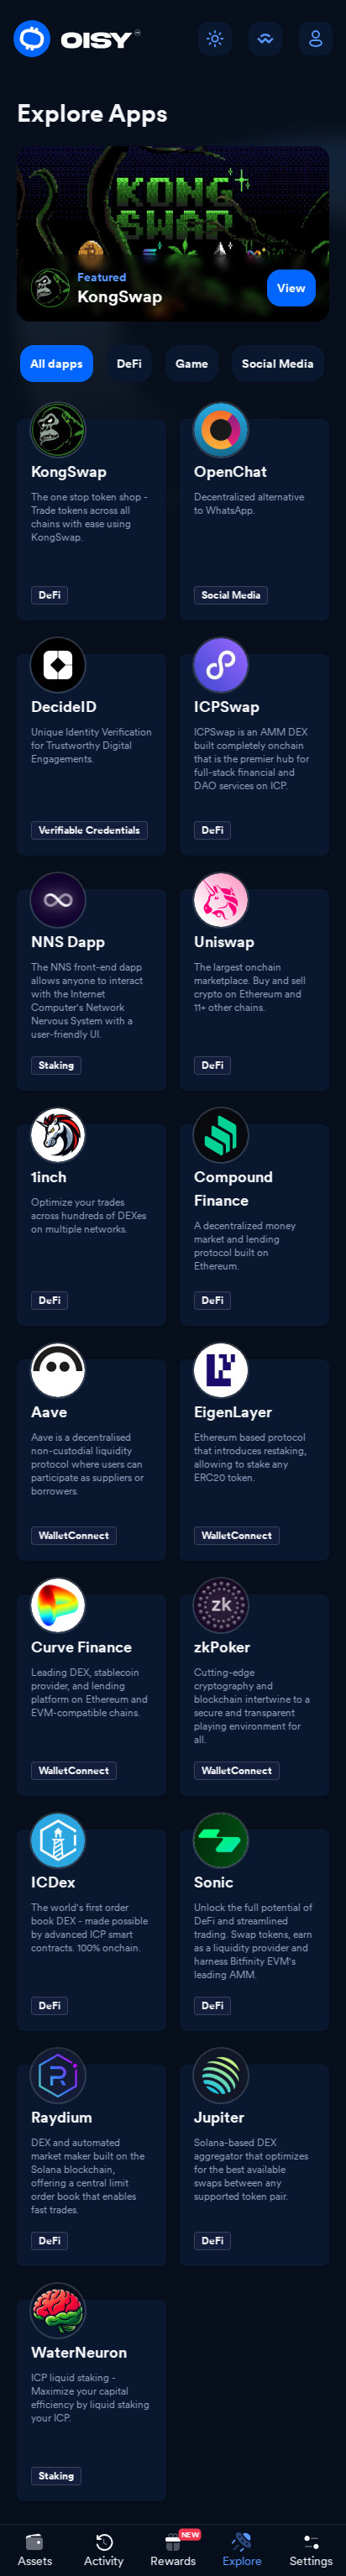 OISY
Explore Apps
KONG
SWAP
Featured
KongSwap
View
All dapps
DeFi
Game
Social Media
KongSwap
The one stop token shop -
Trade tokens across all
chains with ease using
KongSwap.
DeFi
OpenChat
Decentralized alternative
to WhatsApp.
Social Media
DecideID
Unique Identity Verification
for Trustworthy Digital
Engagements.
Verifiable Credentials
ICPSwap
ICPSwap is an AMM DEX
built completely onchain
that is the premier hub for
full-stack financial and
DAO services on ICP.
DeFi
NNS Dapp
The NNS front-end dapp
allows anyone to interact
with the Internet
Computer's Network
Nervous System with a
user-friendly UI.
Staking
Uniswap
The largest onchain
marketplace. Buy and sell
crypto on Ethereum and
11+ other chains.
DeFi
1inch
Optimize your trades
across hundreds of DEXes
on multiple networks.
DeFi
Compound
Finance
A decentralized money
market and lending
protocol built on
Ethereum.
DeFi
Aave
Aave is a decentralised
non-custodial liquidity
protocol where users can
participate as suppliers or
borrowers.
WalletConnect
EigenLayer
Ethereum based protocol
that introduces restaking,
allowing to stake any
ERC20 token.
WalletConnect
Curve Finance
Leading DEX, stablecoin
provider, and lending
platform on Ethereum and
EVM-compatible chains.
WalletConnect
zk
zkPoker
Cutting-edge
cryptography and
blockchain intertwine to a
secure and transparent
playing environment for
all.
WalletConnect
ICDex
The world's first order
book DEX - made possible
by advanced ICP smart
contracts. 100% onchain.
DeFi
Sonic
Unlock the full potential of
DeFi and streamlined
trading. Swap tokens, earn
as a liquidity provider and
harness Bitfinity EVM's
leading AMM.
DeFi
Raydium
DEX and automated
market maker built on the
Solana blockchain,
offering a central limit
order book that enables
fast trades.
DeFi
Jupiter
Solana-based DEX
aggregator that optimizes
for the best available
swaps between any
supported token pair.
DeFi
WaterNeuron
ICP liquid staking -
Maximize your capital
efficiency by liquid staking
your ICP.
Staking
NEW
Assets
Activity
Rewards
Explore
Settings